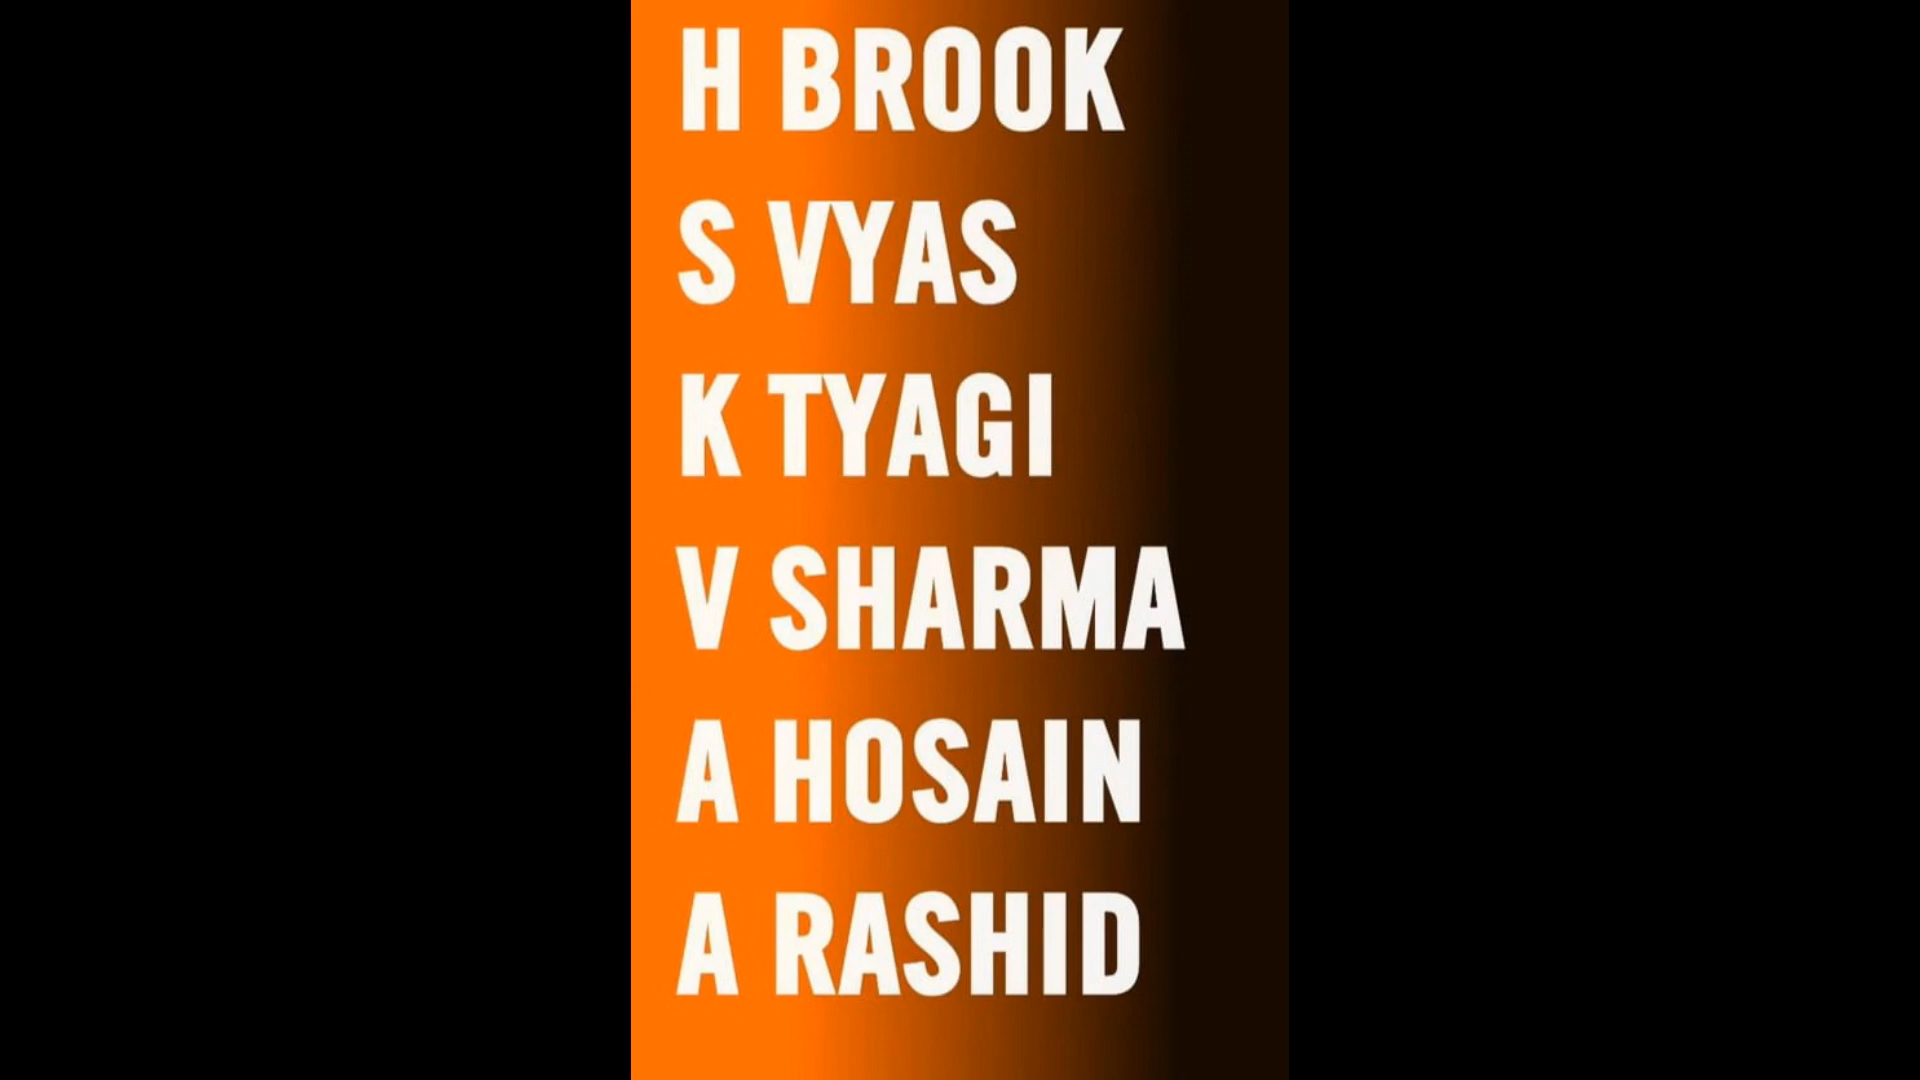 H BROOK
S VYAS
K TYAGI
V SHARMA
A HOSAIN
A RASHID